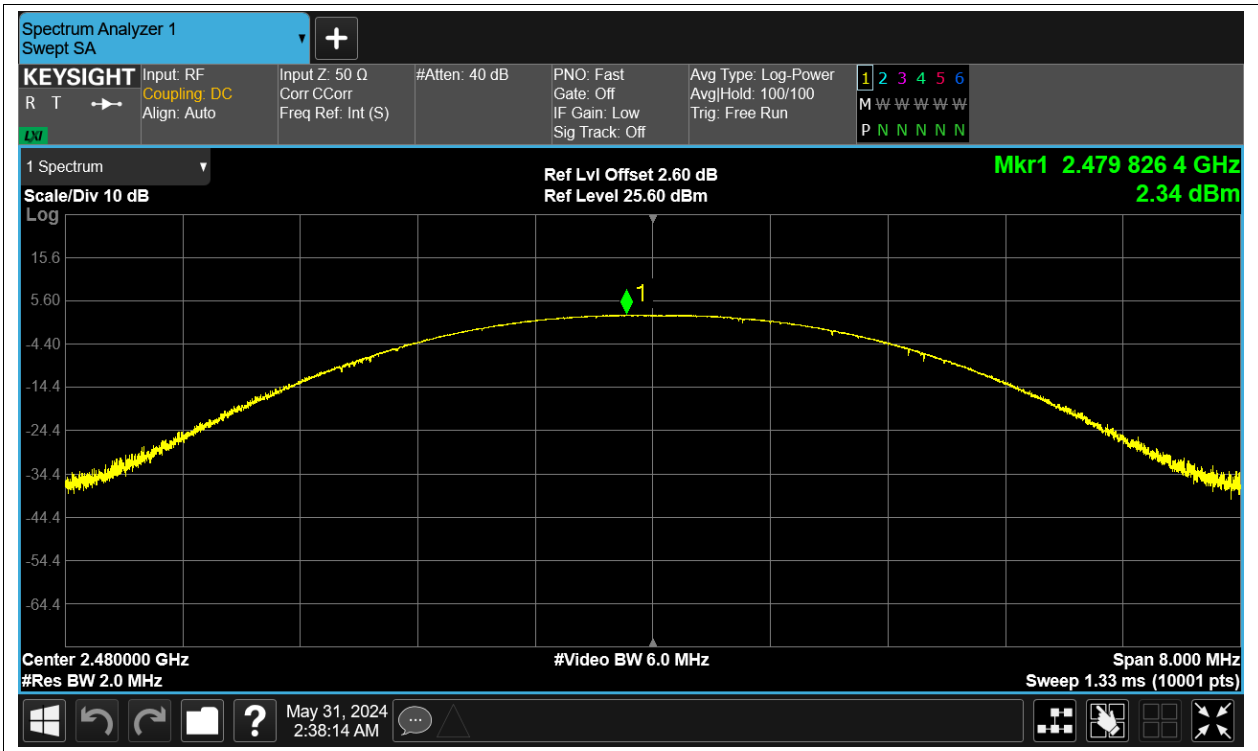 Spectrum Analyzer 1
Swept SA
+
KEYSIGHT
R T
LXI
Input: RF
Coupling: DC
Align: Auto
Input Z: 50 Ω
Corr CCorr
Freq Ref: Int (S)
#Atten: 40 dB
PNO: Fast
Gate: Off
IF Gain: Low
Sig Track: Off
Avg Type: Log-Power
Avg|Hold: 100/100
Trig: Free Run
1 2 3 4 5 6
M W W W W W
P N N N N N
1 Spectrum
Scale/Div 10 dB
Log
Ref Lvl Offset 2.60 dB
Ref Level 25.60 dBm
Mkr1 2.479 826 4 GHz
2.34 dBm
15.6
5.60
-4.40
-14.4
-24.4
-34.4
-44.4
-54.4
-64.4
1
Center 2.480000 GHz
#Res BW 2.0 MHz
#Video BW 6.0 MHz
Span 8.000 MHz
Sweep 1.33 ms (10001 pts)
?
May 31, 2024
2:38:14 AM